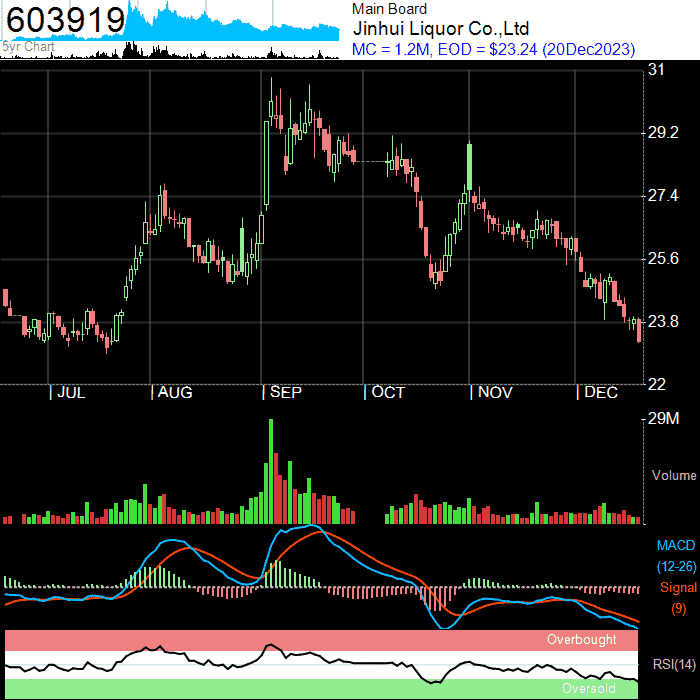 603919
5yr Chart
Main Board
Jinhui Liquor Co.,Ltd
MC = 1.2M, EOD = $23.24 (20Dec2023)
31
29.2
27.4
25.6
23.8
22
JUL
AUG
SEP
OCT
NOV
DEC
29M
Volume
MACD
(12-26)
Signal
(9)
Overbought
RSI(14)
Oversold